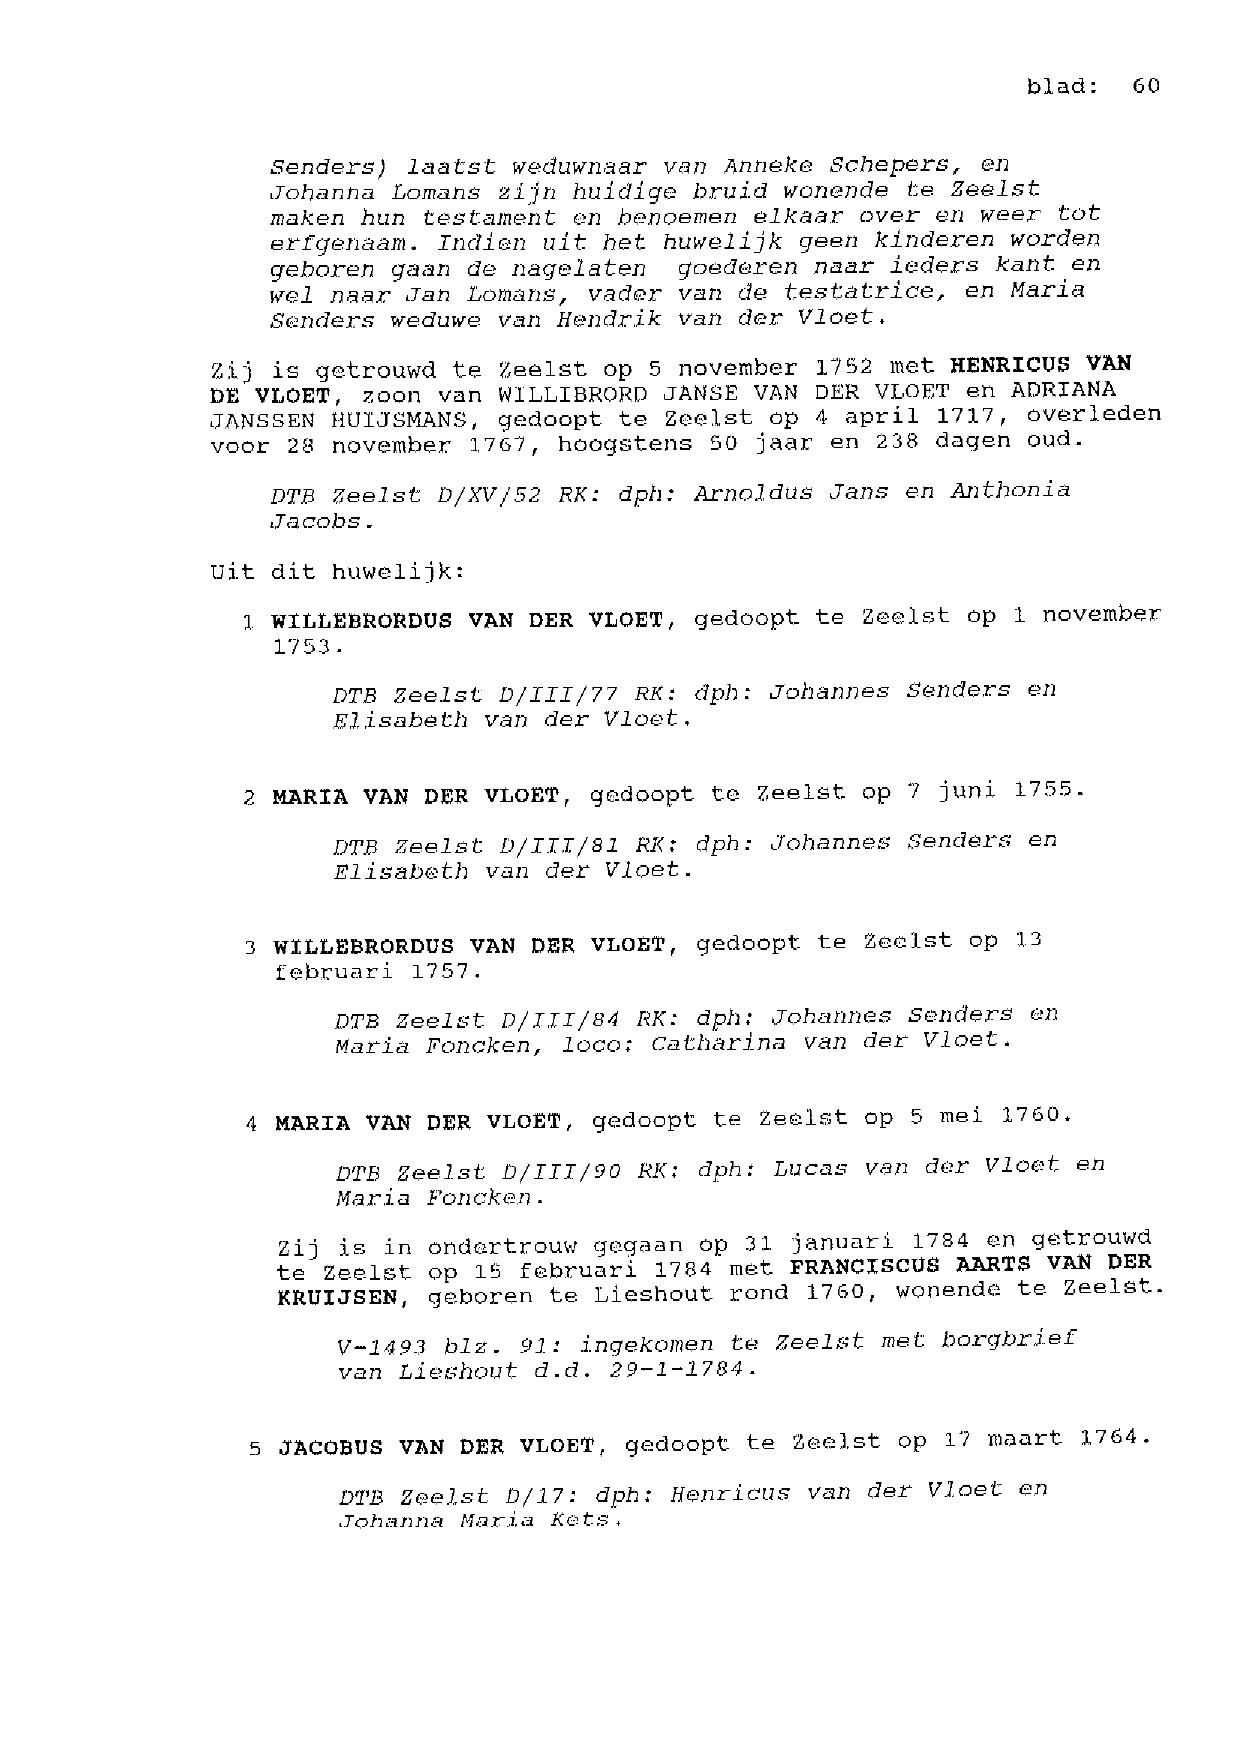 blad: 60
Senders) laatst weduwnaar van Anneke Schepers, en
Johanna Lomans zijn huidige bruid wonende te Zeelst
maken hun testament en benoemen elkaar over en weer tot
erfgenaam. Indien uit het huwelijk geen kinderen worden
geboren gaan de nagelaten goederen naar ieders kant en
wel naar Jan Lomans, vader van de testatrice, en Maria
Senders weduwe van Hendrik van der Vloet.
Zij is getrouwd te Zeelst op 5 november 1752 met HENRICUS VAN
DE VLOET, zoon van WILLIBRORD JANSE VAN DER VLOET en ADRIANA
JANSSEN HUIJSMANS, gedoopt te Zeelst op 4 april 1717, overleden
voor 28 november 1767, hoogstens 50 jaar en 238 dagen oud.
DTB Zeelst D/XV/52 RK: dph: Arnoldus Jans en Anthonia
Jacobs.
Uit dit huwelijk:
1 WILLEBRORDUS VAN DER VLOET, gedoopt te Zeelst op 1 november
1753.
DTB Zeelst D/III/77 RK: dph: Johannes Senders en
Elisabeth van der Vloet.
2 MARIA VAN DER VLOET, gedoopt te Zeelst op 7 juni 1755.
DTB Zeelst D/III/81 RK: dph: Johannes Senders en
Elisabeth van der Vloet.
3 WILLEBRORDUS VAN DER VLOET, gedoopt te Zeelst op 13
februari 1757.
DTB Zeelst D/III/84 RK: dph: Johannes Senders en
Maria Foncken, loco: Catharina van der Vloet.
4 MARIA VAN DER VLOET, gedoopt te Zeelst op 5 mei 1760.
DTB Zeelst D/III/90 RK: dph: Lucas van der Vloet en
Maria Foncken.
Zij is in ondertrouw gegaan op 31 januari 1784 en getrouwd
te Zeelst op 15 februari 1784 met FRANCISCUS AARTS VAN DER
KRUIJSEN, geboren te Lieshout rond 1760, wonende te Zeelst.
V-1493 blz. 91: ingekomen te Zeelst met borgbrief
van Lieshout d.d. 29-1-1784.
5 JACOBUS VAN DER VLOET, gedoopt te Zeelst op 17 maart 1764.
DTB Zeelst D/17: dph: Henricus van der Vloet en
Johanna Maria Kets.